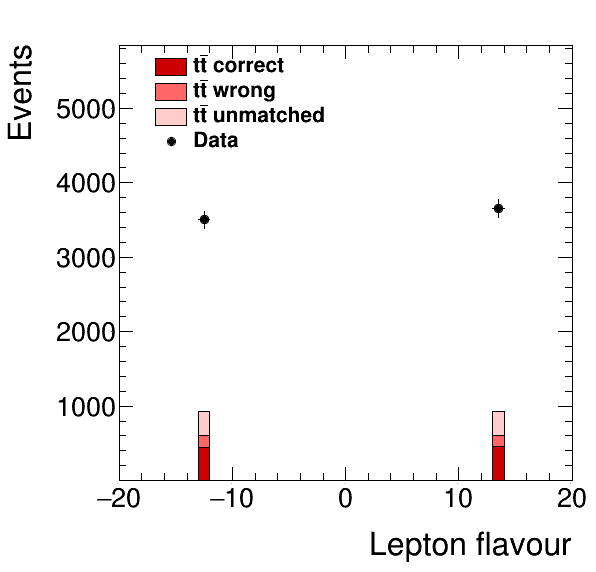 Events
tt̅ correct
tt̅ wrong
tt̅ unmatched
Data
5000
4000
3000
2000
1000
−20 −10 0 10 20
Lepton flavour